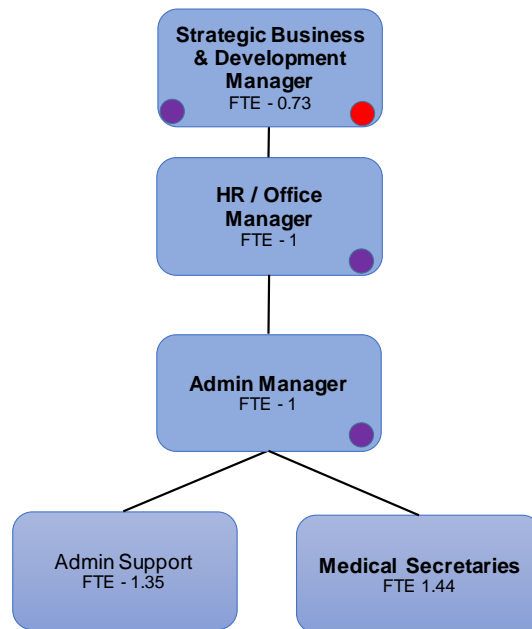 Strategic Business
& Development
Manager
FTE - 0.73
HR / Office
Manager
FTE - 1
Admin Manager
FTE - 1
Admin Support
FTE - 1.35
Medical Secretaries
FTE 1.44